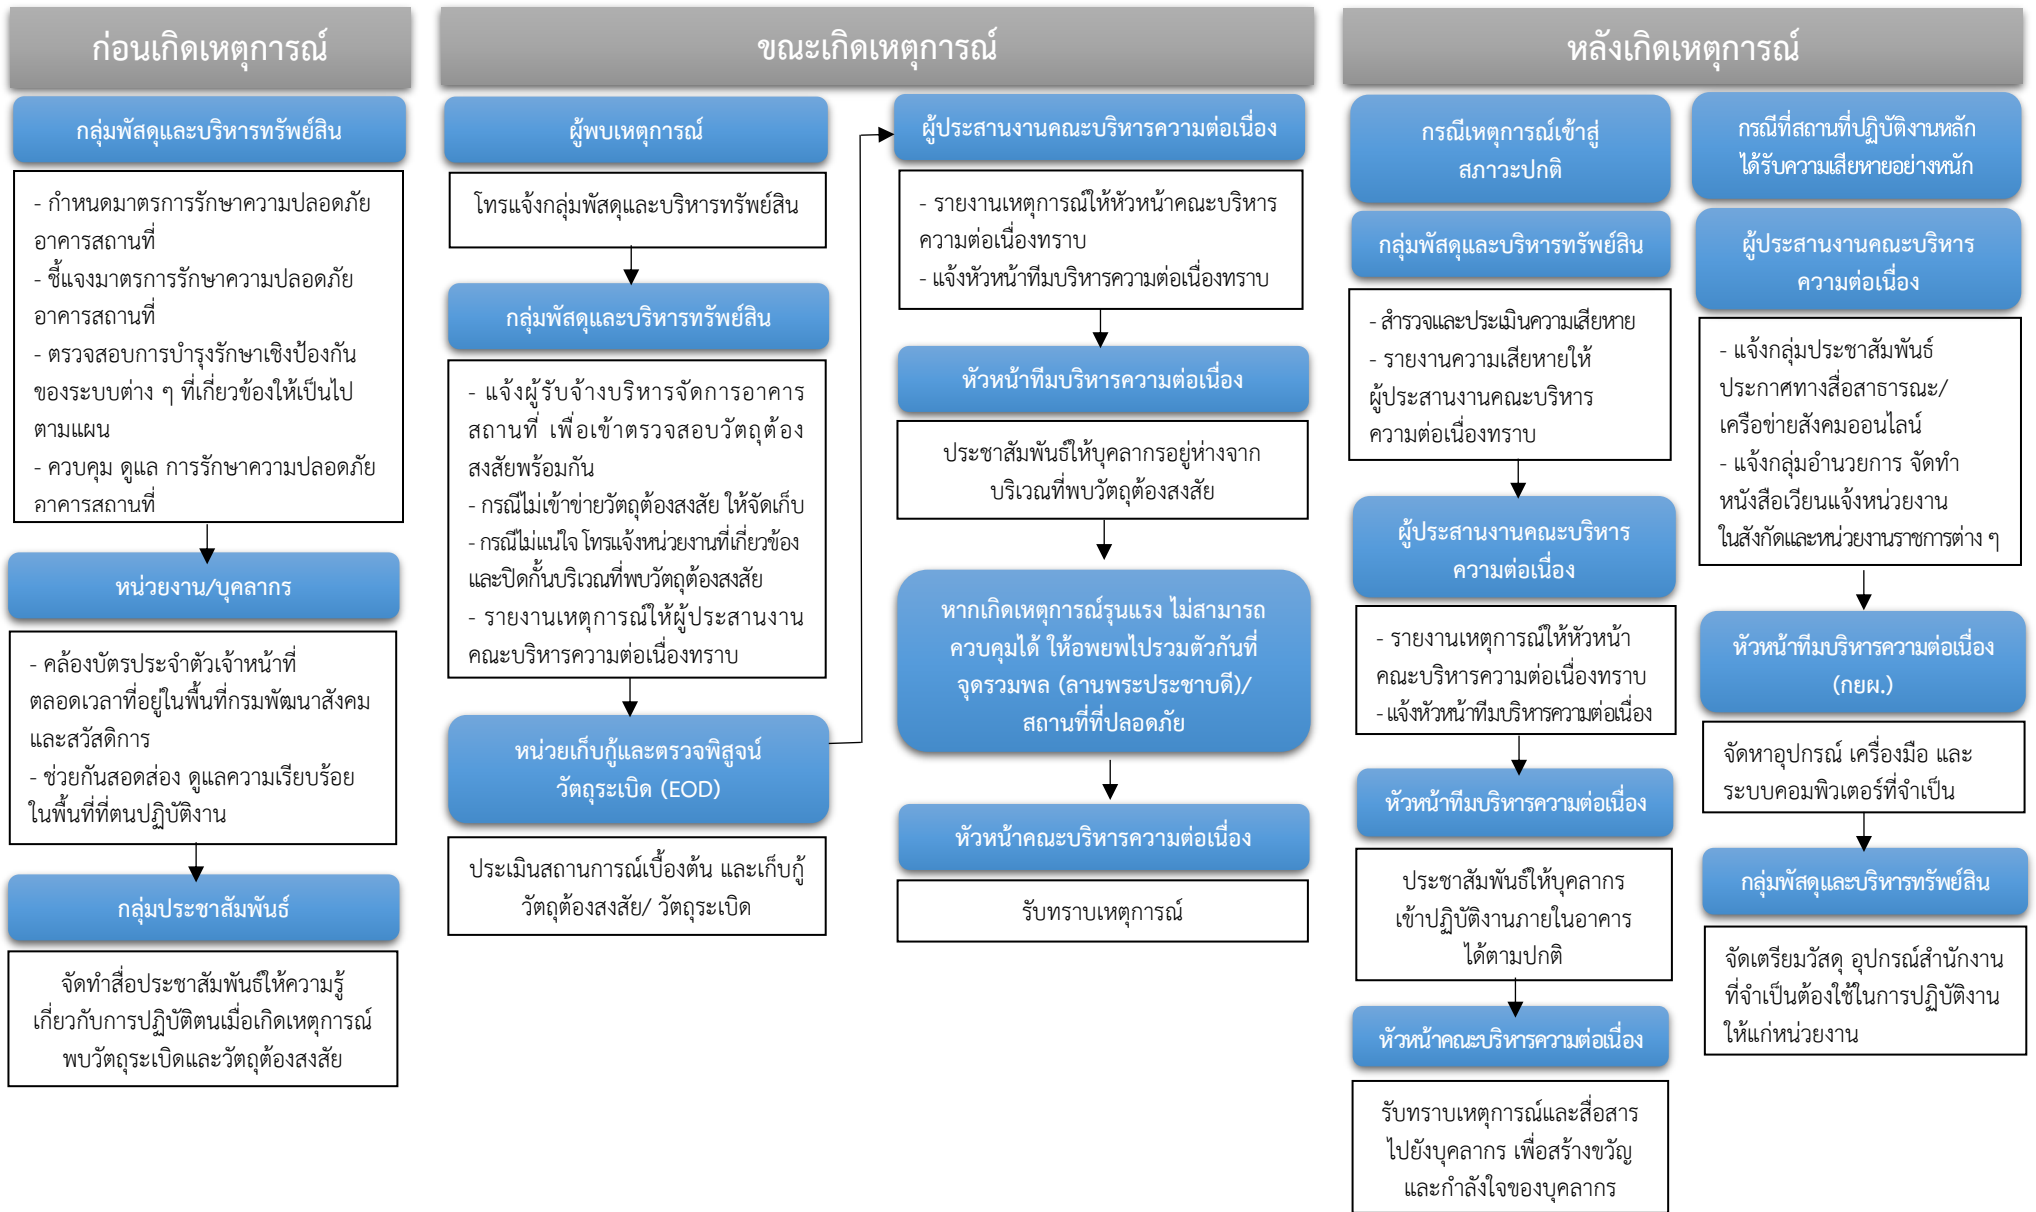 ก่อนเกิดเหตุการณ์
กลุ่มพัสดุและบริหารทรัพย์สิน
- กำหนดมาตรการรักษาความปลอดภัย
อาคารสถานที่
- ชี้แจงมาตรการรักษาความปลอดภัย
อาคารสถานที่
- ตรวจสอบการบำรุงรักษาเชิงป้องกัน
ของระบบต่าง ๆ ที่เกี่ยวข้องให้เป็นไป
ตามแผน
- ควบคุม ดูแล การรักษาความปลอดภัย
อาคารสถานที่
หน่วยงาน/บุคลากร
- คล้องบัตรประจำตัวเจ้าหน้าที่
ตลอดเวลาที่อยู่ในพื้นที่กรมพัฒนาสังคม
และสวัสดิการ
- ช่วยกันสอดส่อง ดูแลความเรียบร้อย
ในพื้นที่ที่ตนปฏิบัติงาน
กลุ่มประชาสัมพันธ์
จัดทำสื่อประชาสัมพันธ์ให้ความรู้
เกี่ยวกับการปฏิบัติตนเมื่อเกิดเหตุการณ์
พบวัตถุระเบิดและวัตถุต้องสงสัย
ขณะเกิดเหตุการณ์
ผู้พบเหตุการณ์
โทรแจ้งกลุ่มพัสดุและบริหารทรัพย์สิน
กลุ่มพัสดุและบริหารทรัพย์สิน
- แจ้งผู้รับจ้างบริหารจัดการอาคาร
สถานที่ เพื่อเข้าตรวจสอบวัตถุต้อง
สงสัยพร้อมกัน
- กรณีไม่เข้าข่ายวัตถุต้องสงสัย ให้จัดเก็บ
- กรณีไม่แน่ใจ โทรแจ้งหน่วยงานที่เกี่ยวข้อง
และปิดกั้นบริเวณที่พบวัตถุต้องสงสัย
- รายงานเหตุการณ์ให้ผู้ประสานงาน
คณะบริหารความต่อเนื่องทราบ
หน่วยเก็บกู้และตรวจพิสูจน์
วัตถุระเบิด (EOD)
ประเมินสถานการณ์เบื้องต้น และเก็บกู้
วัตถุต้องสงสัย/ วัตถุระเบิด
ผู้ประสานงานคณะบริหารความต่อเนื่อง
- รายงานเหตุการณ์ให้หัวหน้าคณะบริหาร
ความต่อเนื่องทราบ
- แจ้งหัวหน้าทีมบริหารความต่อเนื่องทราบ
หัวหน้าทีมบริหารความต่อเนื่อง
ประชาสัมพันธ์ให้บุคลากรอยู่ห่างจาก
บริเวณที่พบวัตถุต้องสงสัย
หากเกิดเหตุการณ์รุนแรง ไม่สามารถ
ควบคุมได้ ให้อพยพไปรวมตัวกันที่
จุดรวมพล (ลานพระประชาบดี)/
สถานที่ที่ปลอดภัย
หัวหน้าคณะบริหารความต่อเนื่อง
รับทราบเหตุการณ์
หลังเกิดเหตุการณ์
กรณีเหตุการณ์เข้าสู่
สภาวะปกติ
กลุ่มพัสดุและบริหารทรัพย์สิน
- สำรวจและประเมินความเสียหาย
- รายงานความเสียหายให้
ผู้ประสานงานคณะบริหาร
ความต่อเนื่องทราบ
ผู้ประสานงานคณะบริหาร
ความต่อเนื่อง
- รายงานเหตุการณ์ให้หัวหน้า
คณะบริหารความต่อเนื่องทราบ
- แจ้งหัวหน้าทีมบริหารความต่อเนื่อง
หัวหน้าทีมบริหารความต่อเนื่อง
ประชาสัมพันธ์ให้บุคลากร
เข้าปฏิบัติงานภายในอาคาร
ได้ตามปกติ
หัวหน้าคณะบริหารความต่อเนื่อง
รับทราบเหตุการณ์และสื่อสาร
ไปยังบุคลากร เพื่อสร้างขวัญ
และกำลังใจของบุคลากร
กรณีที่สถานที่ปฏิบัติงานหลัก
ได้รับความเสียหายอย่างหนัก
ผู้ประสานงานคณะบริหาร
ความต่อเนื่อง
- แจ้งกลุ่มประชาสัมพันธ์
ประกาศทางสื่อสาธารณะ/
เครือข่ายสังคมออนไลน์
- แจ้งกลุ่มอำนวยการ จัดทำ
หนังสือเวียนแจ้งหน่วยงาน
ในสังกัดและหน่วยงานราชการต่าง ๆ
หัวหน้าทีมบริหารความต่อเนื่อง
(กยผ.)
จัดหาอุปกรณ์ เครื่องมือ และ
ระบบคอมพิวเตอร์ที่จำเป็น
กลุ่มพัสดุและบริหารทรัพย์สิน
จัดเตรียมวัสดุ อุปกรณ์สำนักงาน
ที่จำเป็นต้องใช้ในการปฏิบัติงาน
ให้แก่หน่วยงาน